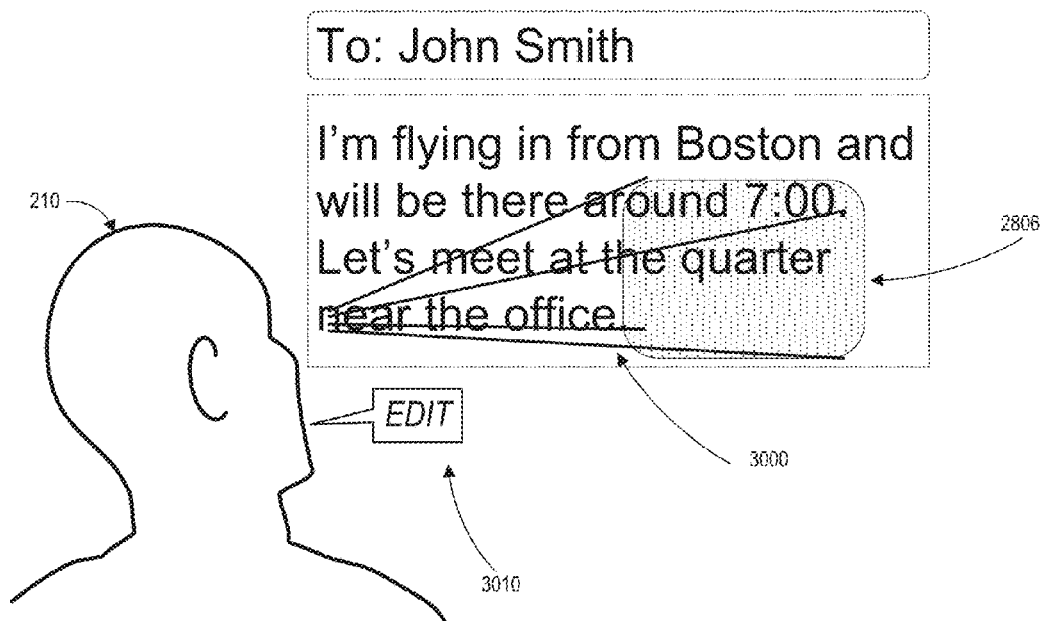 To: John Smith
I'm flying in from Boston and
will be there around 7:00.
Let's meet at the quarter
near the office
210
2806
EDIT
3000
3010